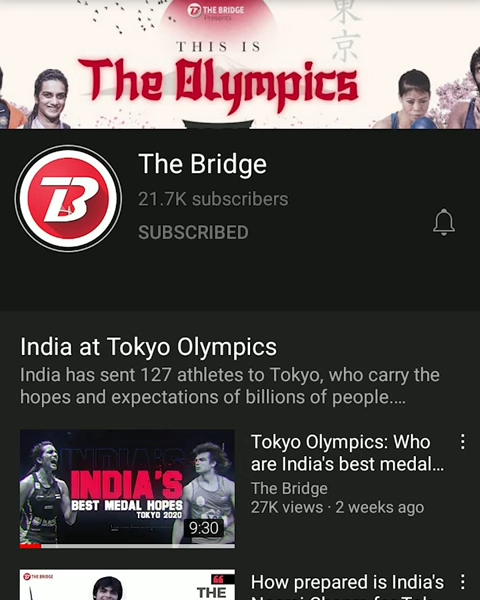 THE BRIDGE
Presents
東京
THIS IS
The Olympics
B
The Bridge
21.7K subscribers
SUBSCRIBED
India at Tokyo Olympics
India has sent 127 athletes to Tokyo, who carry the
hopes and expectations of billions of people....
INDIA'S
INDIA'S
BEST MEDAL HOPES
TOKYO 2020
9:30
Tokyo Olympics: Who
are India's best medal...
The Bridge
27K views · 2 weeks ago
THE BRIDGE
THE
How prepared is India's